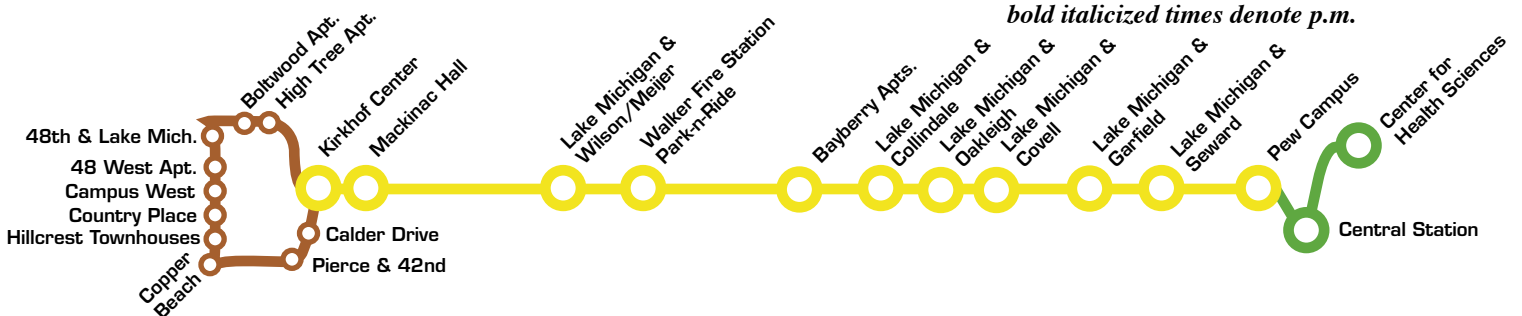 bold italicized times denote p.m.
Boltwood Apt.
High Tree Apt.
48th & Lake Mich.
48 West Apt.
Campus West
Country Place
Hillcrest Townhouses
Copper
Beach
Pierce & 42nd
Calder Drive
Kirkhof Center
Mackinac Hall
Lake Michigan &
Wilson/Meijer
Walker Fire Station
Park-n-Ride
Bayberry Apts.
Lake Michigan &
Collindale
Lake Michigan &
Oakleigh
Lake Michigan &
Covell
Lake Michigan &
Garfield
Lake Michigan &
Seward
Pew Campus
Central Station
Center for
Health Sciences